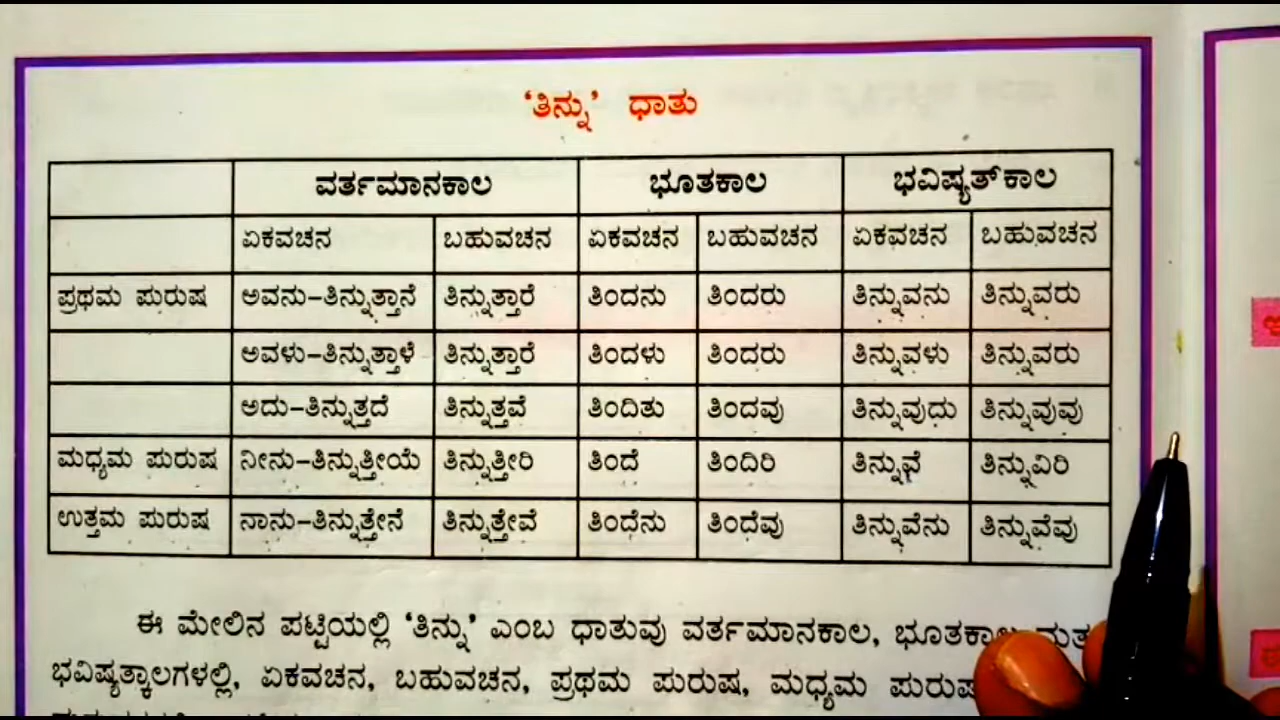 ‘ತಿನ್ನು’ ಧಾತು
ವರ್ತಮಾನಕಾಲ ಭೂತಕಾಲ ಭವಿಷ್ಯತ್‌ಕಾಲ
ಏಕವಚನ ಬಹುವಚನ ಏಕವಚನ ಬಹುವಚನ ಏಕವಚನ ಬಹುವಚನ
ಪ್ರಥಮ ಪುರುಷ ಅವನು–ತಿನ್ನುತ್ತಾನೆ ತಿನ್ನುತ್ತಾರೆ ತಿಂದನು ತಿಂದರು ತಿನ್ನುವನು ತಿನ್ನುವರು
ಅವಳು–ತಿನ್ನುತ್ತಾಳೆ ತಿನ್ನುತ್ತಾರೆ ತಿಂದಳು ತಿಂದರು ತಿನ್ನುವಳು ತಿನ್ನುವರು
ಅದು–ತಿನ್ನುತ್ತದೆ ತಿನ್ನುತ್ತವೆ ತಿಂದಿತು ತಿಂದವು ತಿನ್ನುವುದು ತಿನ್ನುವುವು
ಮಧ್ಯಮ ಪುರುಷ ನೀನು–ತಿನ್ನುತ್ತೀಯೆ ತಿನ್ನುತ್ತೀರಿ ತಿಂದೆ ತಿಂದಿರಿ ತಿನ್ನುವೆ ತಿನ್ನುವಿರಿ
ಉತ್ತಮ ಪುರುಷ ನಾನು–ತಿನ್ನುತ್ತೇನೆ ತಿನ್ನುತ್ತೇವೆ ತಿಂದೆನು ತಿಂದೆವು ತಿನ್ನುವೆನು ತಿನ್ನುವೆವು
ಈ ಮೇಲಿನ ಪಟ್ಟಿಯಲ್ಲಿ ‘ತಿನ್ನು’ ಎಂಬ ಧಾತುವು ವರ್ತಮಾನಕಾಲ, ಭೂತಕಾಲ
ಭವಿಷ್ಯತ್ಕಾಲಗಳಲ್ಲಿ, ಏಕವಚನ, ಬಹುವಚನ, ಪ್ರಥಮ ಪುರುಷ, ಮಧ್ಯಮ ಪುರುಷ